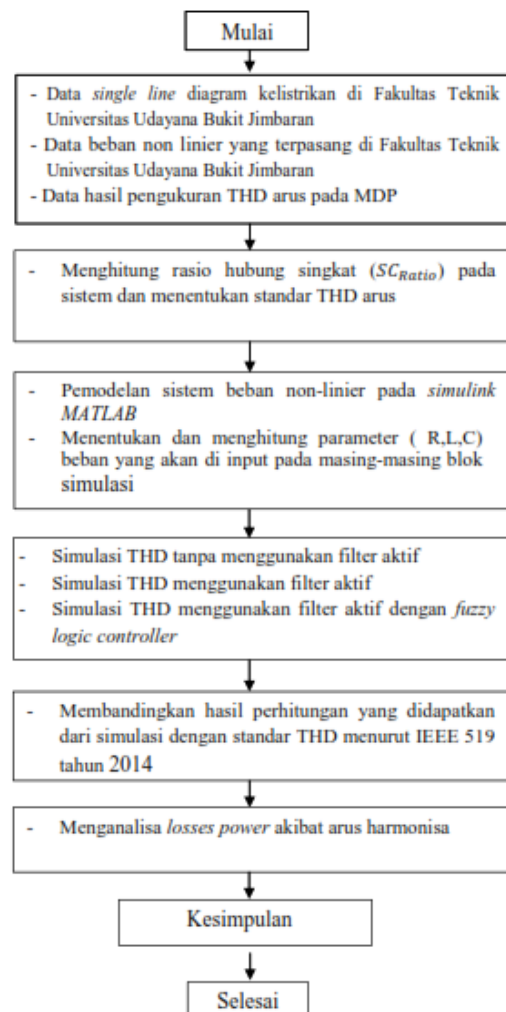 Mulai
- Data single line diagram kelistrikan di Fakultas Teknik
Universitas Udayana Bukit Jimbaran
- Data beban non linier yang terpasang di Fakultas Teknik
Universitas Udayana Bukit Jimbaran
- Data hasil pengukuran THD arus pada MDP
- Menghitung rasio hubung singkat (SC_Ratio) pada
sistem dan menentukan standar THD arus
- Pemodelan sistem beban non-linier pada simulink
MATLAB
- Menentukan dan menghitung parameter ( R,L,C)
beban yang akan di input pada masing-masing blok
simulasi
- Simulasi THD tanpa menggunakan filter aktif
- Simulasi THD menggunakan filter aktif
- Simulasi THD menggunakan filter aktif dengan fuzzy
logic controller
- Membandingkan hasil perhitungan yang didapatkan
dari simulasi dengan standar THD menurut IEEE 519
tahun 2014
- Menganalisa losses power akibat arus harmonisa
Kesimpulan
Selesai